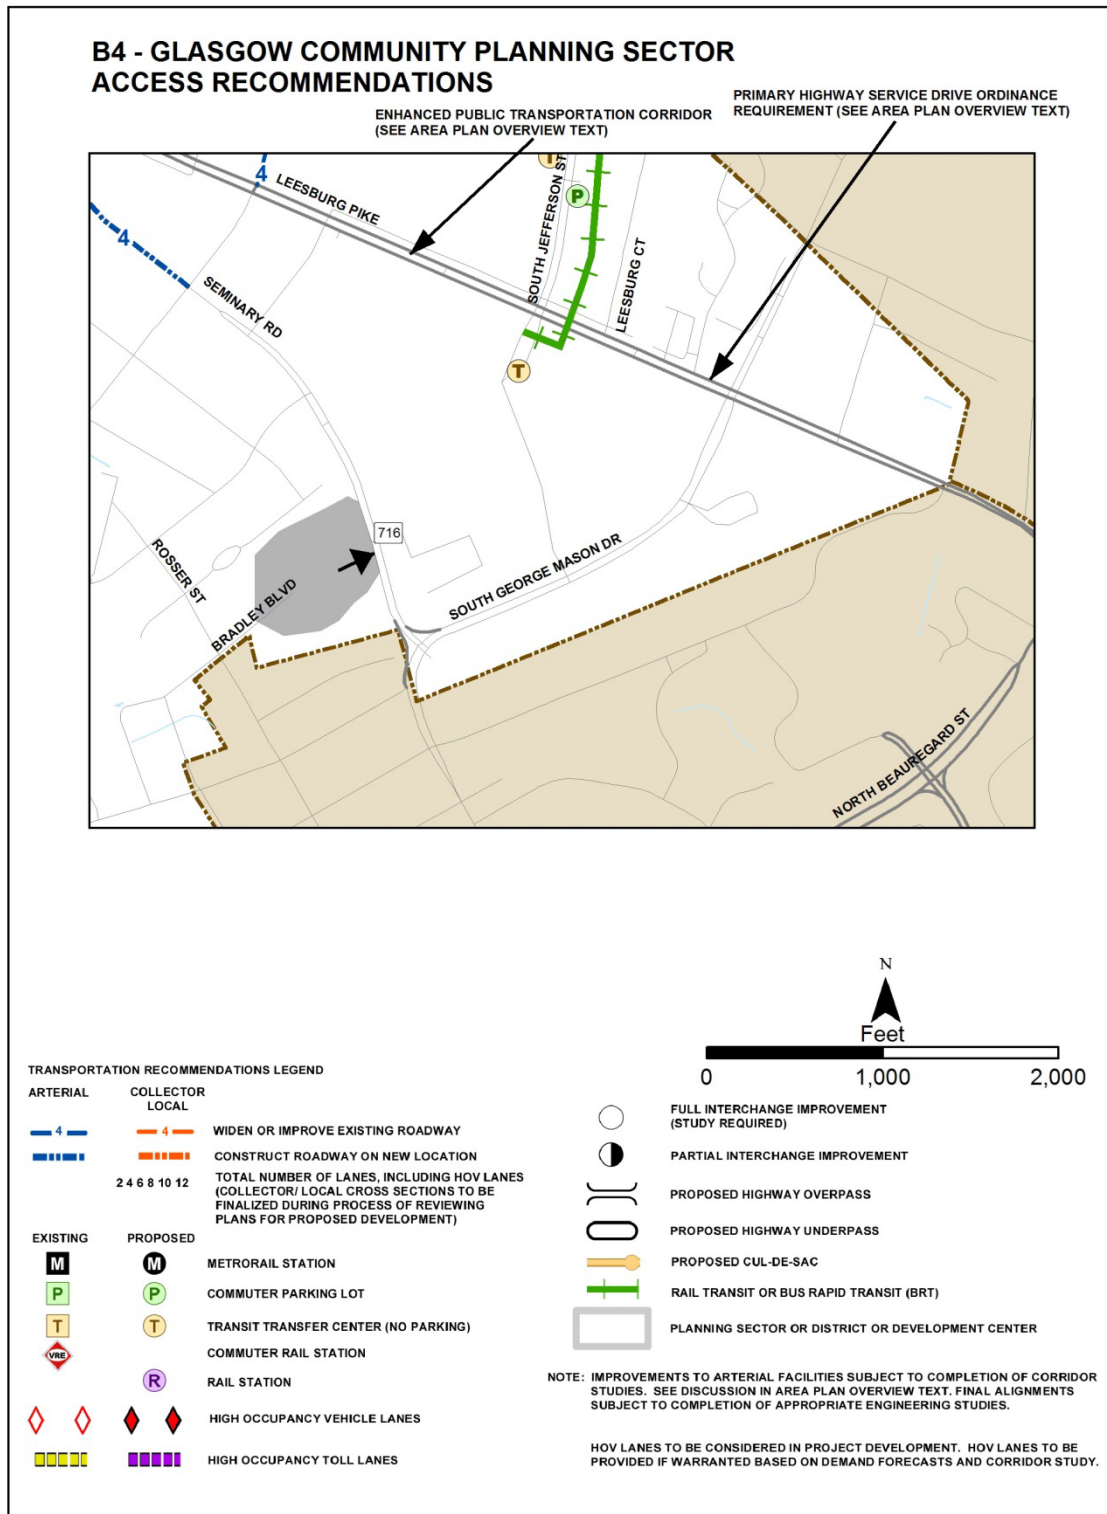 B4 - GLASGOW COMMUNITY PLANNING SECTOR
ACCESS RECOMMENDATIONS
ENHANCED PUBLIC TRANSPORTATION CORRIDOR
(SEE AREA PLAN OVERVIEW TEXT)
PRIMARY HIGHWAY SERVICE DRIVE ORDINANCE
REQUIREMENT (SEE AREA PLAN OVERVIEW TEXT)
4
4
LEESBURG PIKE
SOUTH JEFFERSON ST
T
P
LEESBURG CT
SEMINARY RD
T
716
ROSSER ST
BRADLEY BLVD
SOUTH GEORGE MASON DR
NORTH BEAUREGARD ST
N
Feet
0 1,000 2,000
TRANSPORTATION RECOMMENDATIONS LEGEND
ARTERIAL
COLLECTOR
LOCAL
4 4 WIDEN OR IMPROVE EXISTING ROADWAY
CONSTRUCT ROADWAY ON NEW LOCATION
2 4 6 8 10 12 TOTAL NUMBER OF LANES, INCLUDING HOV LANES
(COLLECTOR/ LOCAL CROSS SECTIONS TO BE
FINALIZED DURING PROCESS OF REVIEWING
PLANS FOR PROPOSED DEVELOPMENT)
EXISTING PROPOSED
M M METRORAIL STATION
P P COMMUTER PARKING LOT
T T TRANSIT TRANSFER CENTER (NO PARKING)
VRE COMMUTER RAIL STATION
R RAIL STATION
HIGH OCCUPANCY VEHICLE LANES
HIGH OCCUPANCY TOLL LANES
FULL INTERCHANGE IMPROVEMENT
(STUDY REQUIRED)
PARTIAL INTERCHANGE IMPROVEMENT
PROPOSED HIGHWAY OVERPASS
PROPOSED HIGHWAY UNDERPASS
PROPOSED CUL-DE-SAC
RAIL TRANSIT OR BUS RAPID TRANSIT (BRT)
PLANNING SECTOR OR DISTRICT OR DEVELOPMENT CENTER
NOTE: IMPROVEMENTS TO ARTERIAL FACILITIES SUBJECT TO COMPLETION OF CORRIDOR
STUDIES. SEE DISCUSSION IN AREA PLAN OVERVIEW TEXT. FINAL ALIGNMENTS
SUBJECT TO COMPLETION OF APPROPRIATE ENGINEERING STUDIES.
HOV LANES TO BE CONSIDERED IN PROJECT DEVELOPMENT. HOV LANES TO BE
PROVIDED IF WARRANTED BASED ON DEMAND FORECASTS AND CORRIDOR STUDY.